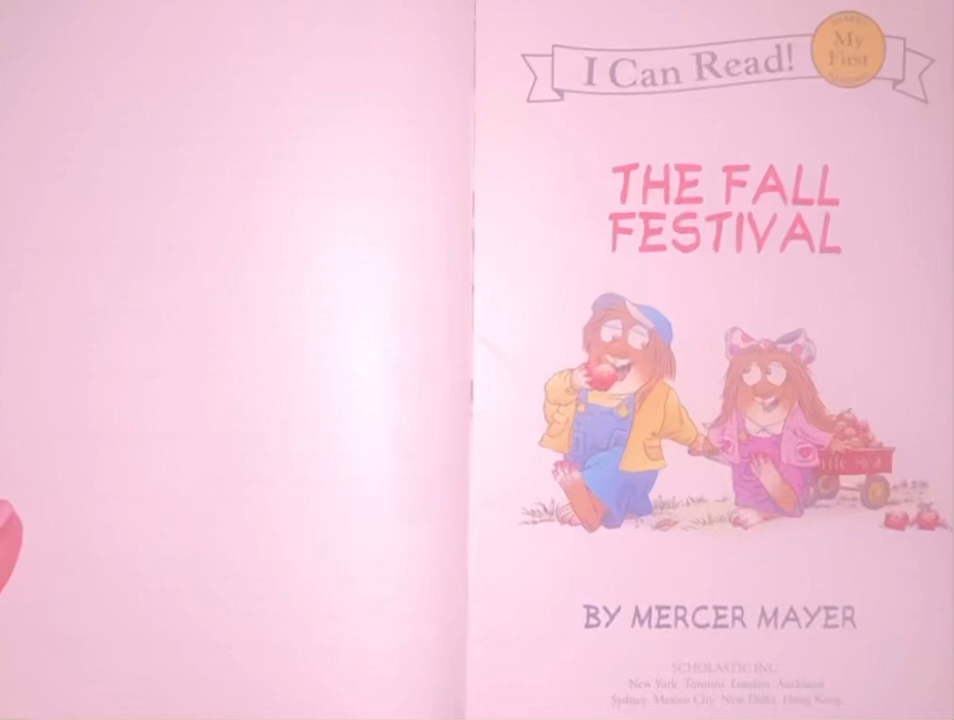 I Can Read!
My
First
THE FALL
FESTIVAL
BY MERCER MAYER
SCHOLASTIC INC.
New York Toronto London Auckland
Sydney Mexico City New Delhi Hong Kong